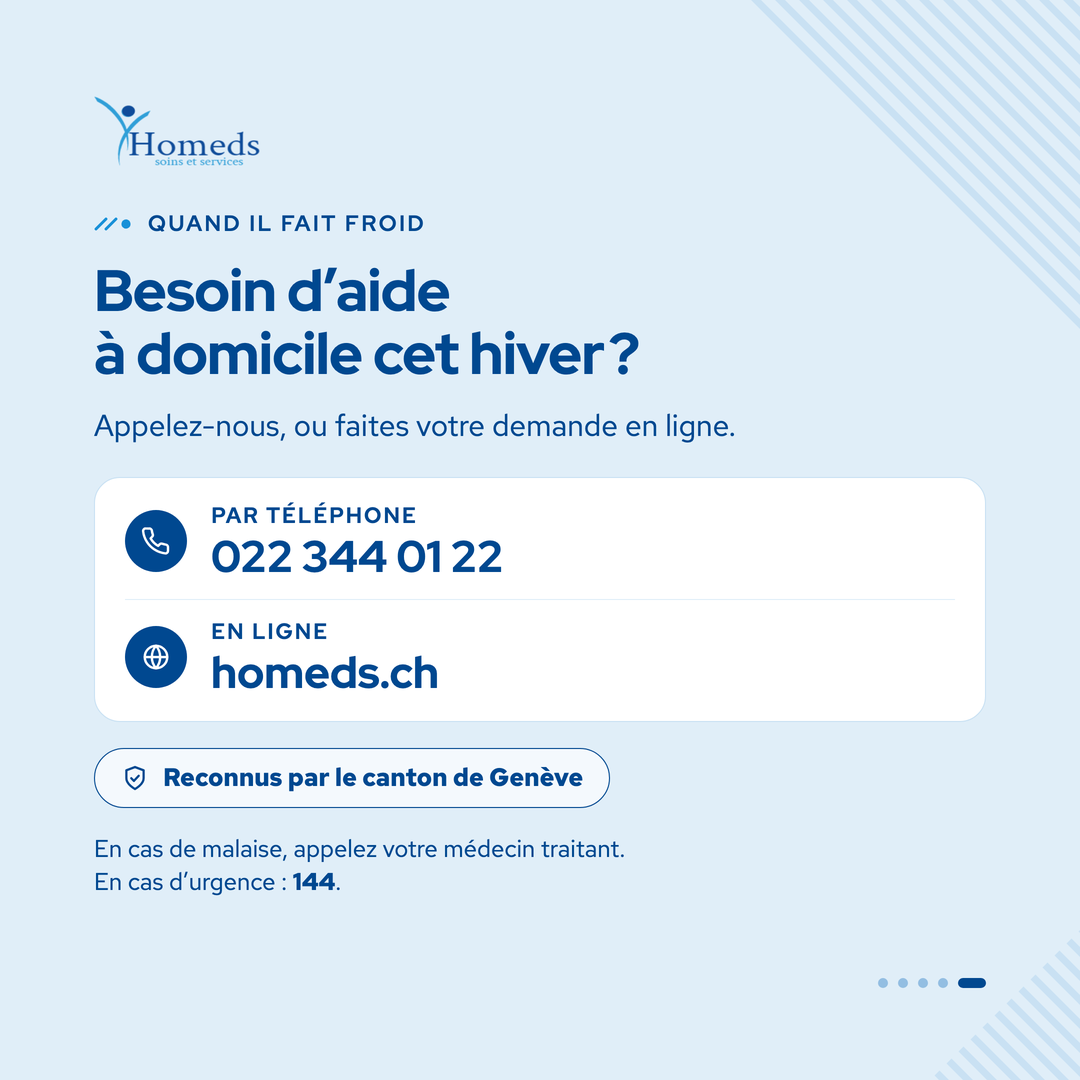 Homeds
soins et services
QUAND IL FAIT FROID
Besoin d’aide
à domicile cet hiver ?
Appelez-nous, ou faites votre demande en ligne.
PAR TÉLÉPHONE
022 344 01 22
EN LIGNE
homeds.ch
Reconnus par le canton de Genève
En cas de malaise, appelez votre médecin traitant.
En cas d’urgence : 144.